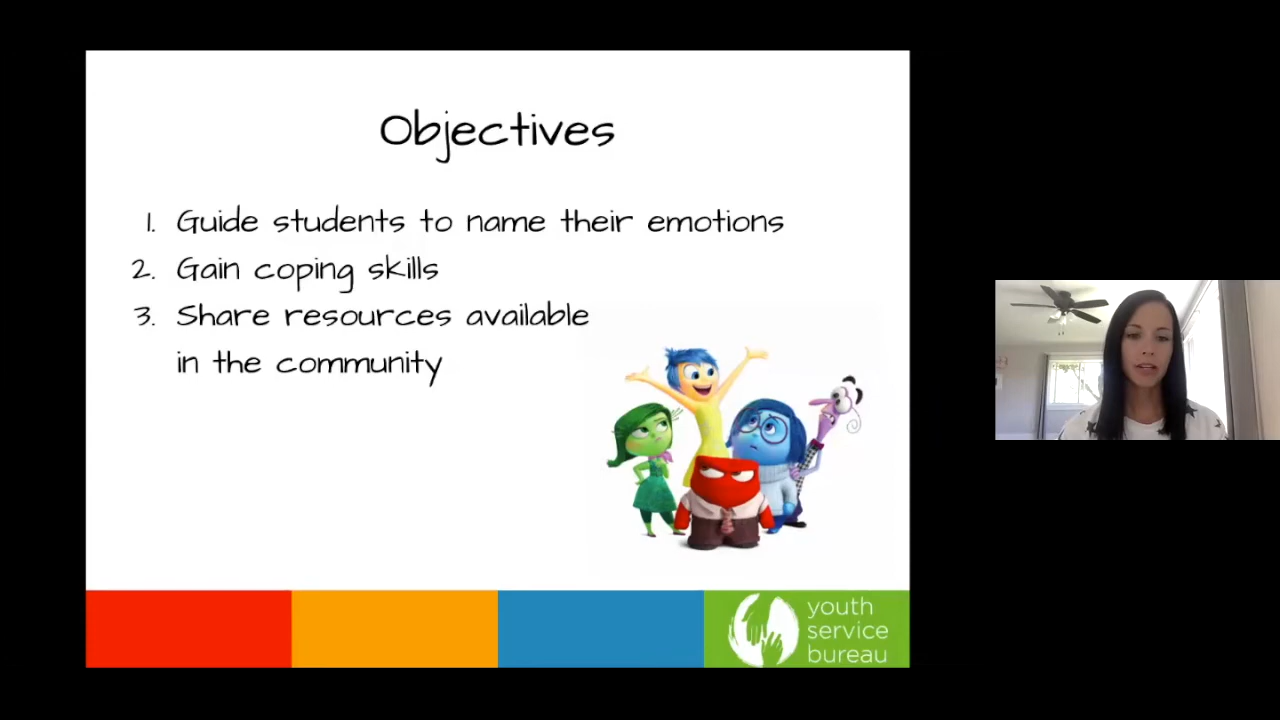 Objectives
1. Guide students to name their emotions
2. Gain coping skills
3. Share resources available
in the community
youth
service
bureau